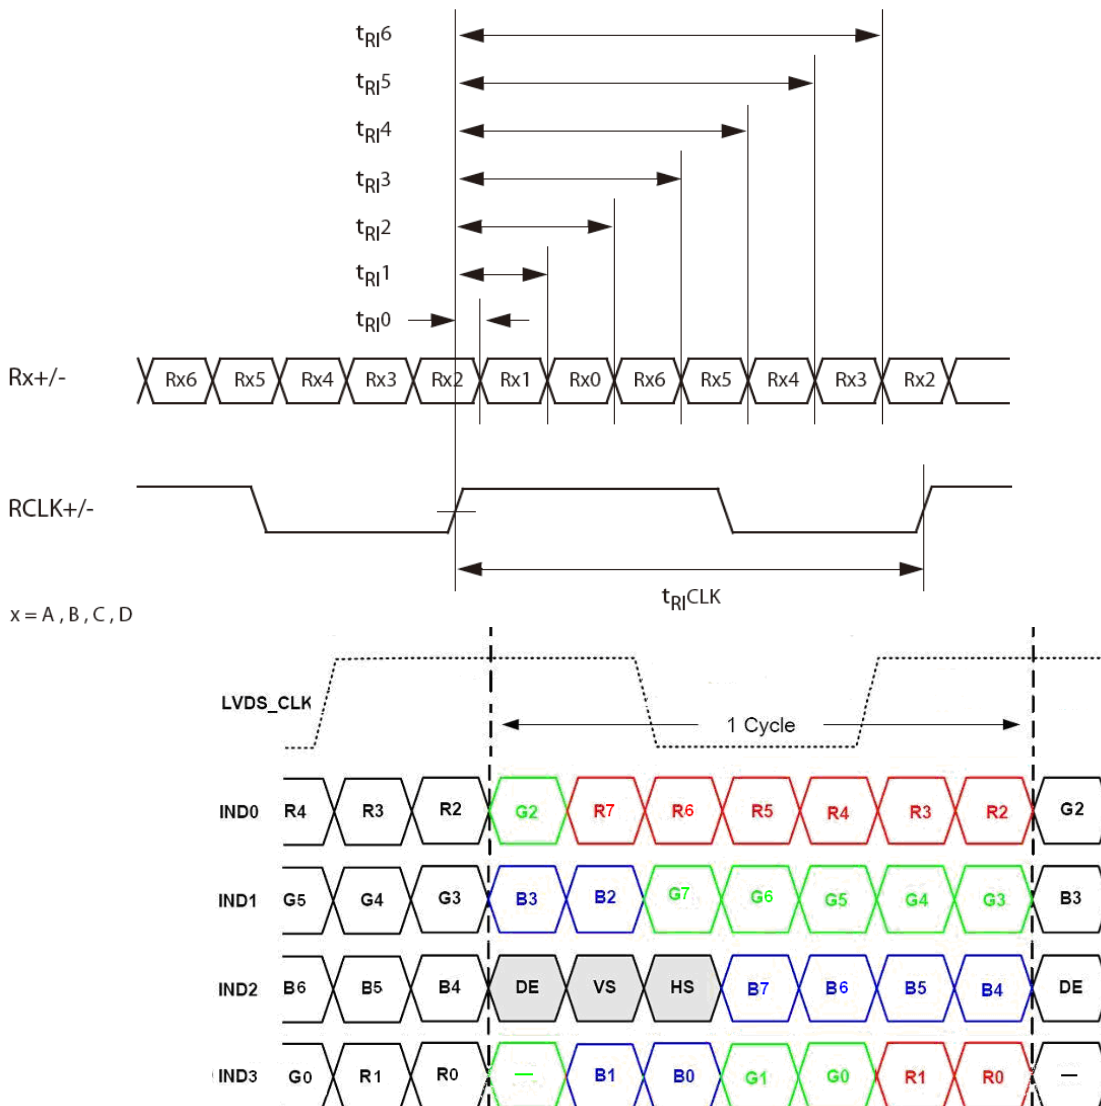 tRI6
tRI5
tRI4
tRI3
tRI2
tRI1
tRI0
Rx+/- Rx6 Rx5 Rx4 Rx3 Rx2 Rx1 Rx0 Rx6 Rx5 Rx4 Rx3 Rx2
RCLK+/-
tRICLK
x = A , B , C , D
LVDS_CLK 1 Cycle
IND0 R4 R3 R2 G2 R7 R6 R5 R4 R3 R2 G2
IND1 G5 G4 G3 B3 B2 G7 G6 G5 G4 G3 B3
IND2 B6 B5 B4 DE VS HS B7 B6 B5 B4 DE
IND3 G0 R1 R0 — B1 B0 G1 G0 R1 R0 —